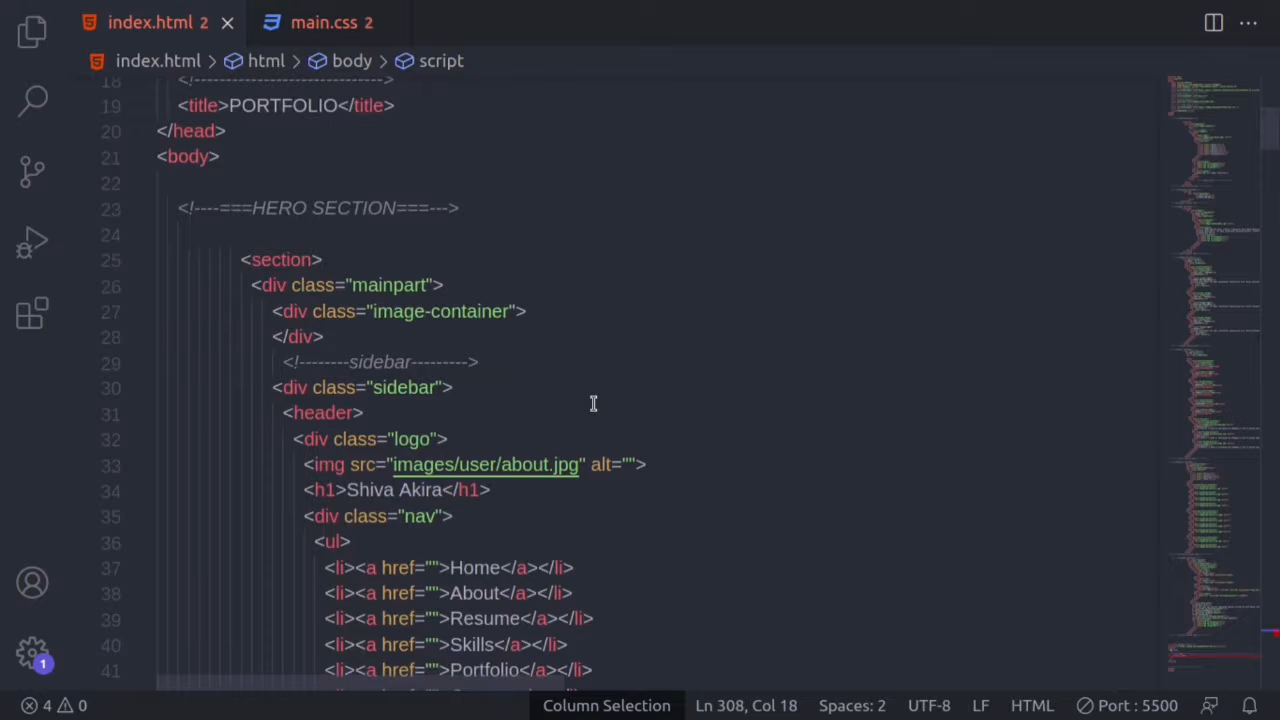 index.html 2
main.css 2
index.html > html > body > script
18 <!----------------------------->
19 <title>PORTFOLIO</title>
20 </head>
21 <body>
22
23 <!----===HERO SECTION===--->
24
25 <section>
26 <div class="mainpart">
27 <div class="image-container">
28 </div>
29 <!--------sidebar--------->
30 <div class="sidebar">
31 <header>
32 <div class="logo">
33 <img src="images/user/about.jpg" alt="">
34 <h1>Shiva Akira</h1>
35 <div class="nav">
36 <ul>
37 <li><a href="">Home</a></li>
38 <li><a href="">About</a></li>
39 <li><a href="">Resume</a></li>
40 <li><a href="">Skills</a></li>
41 <li><a href="">Portfolio</a></li>
1
4 0 Column Selection Ln 308, Col 18 Spaces: 2 UTF-8 LF HTML Port : 5500